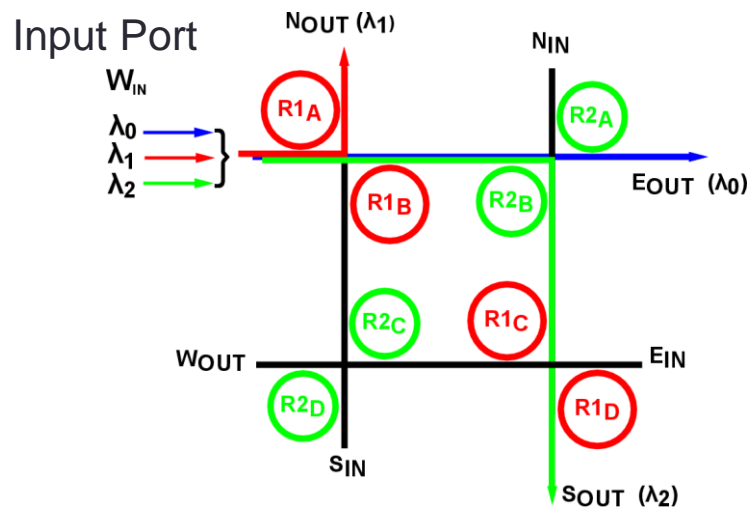 Input Port
NOUT (λ1)
NIN
WIN
λ0
λ1
λ2
R1A
R2A
EOUT (λ0)
R1B
R2B
R2C
R1C
WOUT
EIN
R2D
R1D
SIN
SOUT (λ2)